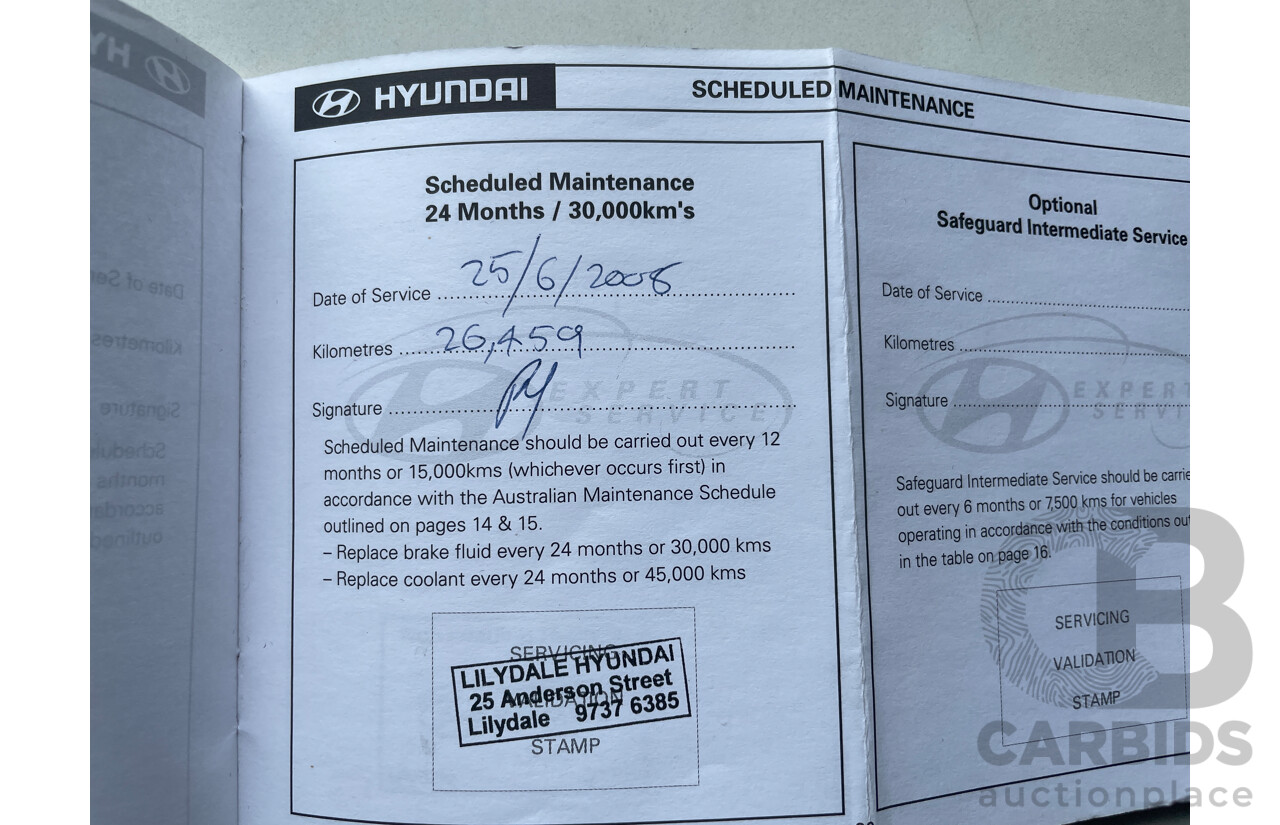 HYUNDAI
SCHEDULED MAINTENANCE
Scheduled Maintenance
24 Months / 30,000km's
Date of Service 25/6/2008
Kilometres 26,459
Signature
EXPERT
SERVICE
Scheduled Maintenance should be carried out every 12
months or 15,000kms (whichever occurs first) in
accordance with the Australian Maintenance Schedule
outlined on pages 14 & 15.
– Replace brake fluid every 24 months or 30,000 kms
– Replace coolant every 24 months or 45,000 kms
SERVICING
VALIDATION
STAMP
LILYDALE HYUNDAI
25 Anderson Street
Lilydale 9737 6385
Optional
Safeguard Intermediate Service
Date of Service
Kilometres
Signature
EXPERT
SERVICE
Safeguard Intermediate Service should be carrie
out every 6 months or 7,500 kms for vehicles
operating in accordance with the conditions out
in the table on page 16.
SERVICING
VALIDATION
STAMP
CARBIDS
auctionplace